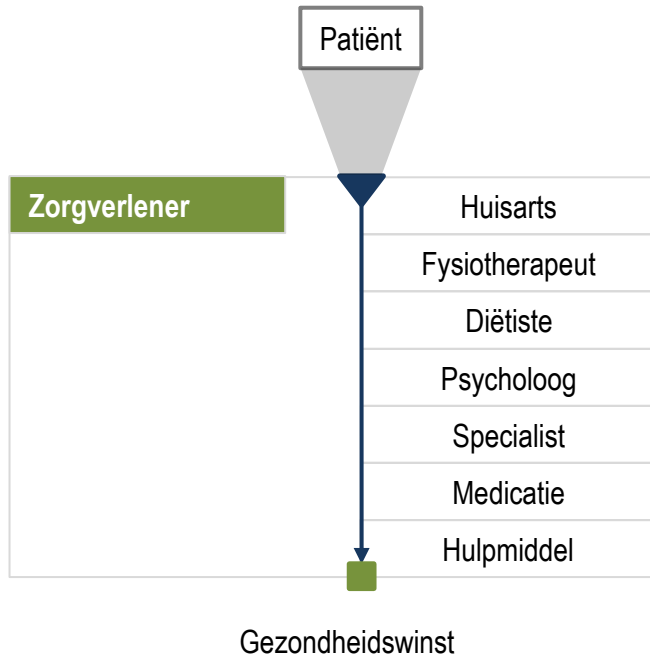 Patiënt
Zorgverlener
Huisarts
Fysiotherapeut
Diëtiste
Psycholoog
Specialist
Medicatie
Hulpmiddel
Gezondheidswinst